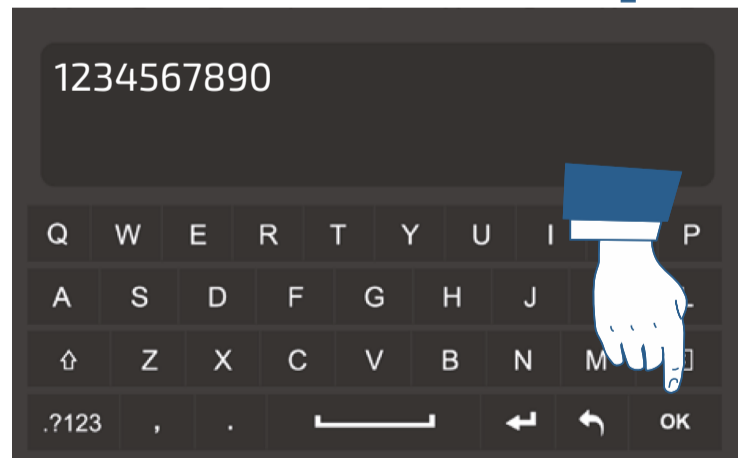 1234567890
Q W E R T Y U I P
A S D F G H J
Z X C V B N M
.?123 , . OK